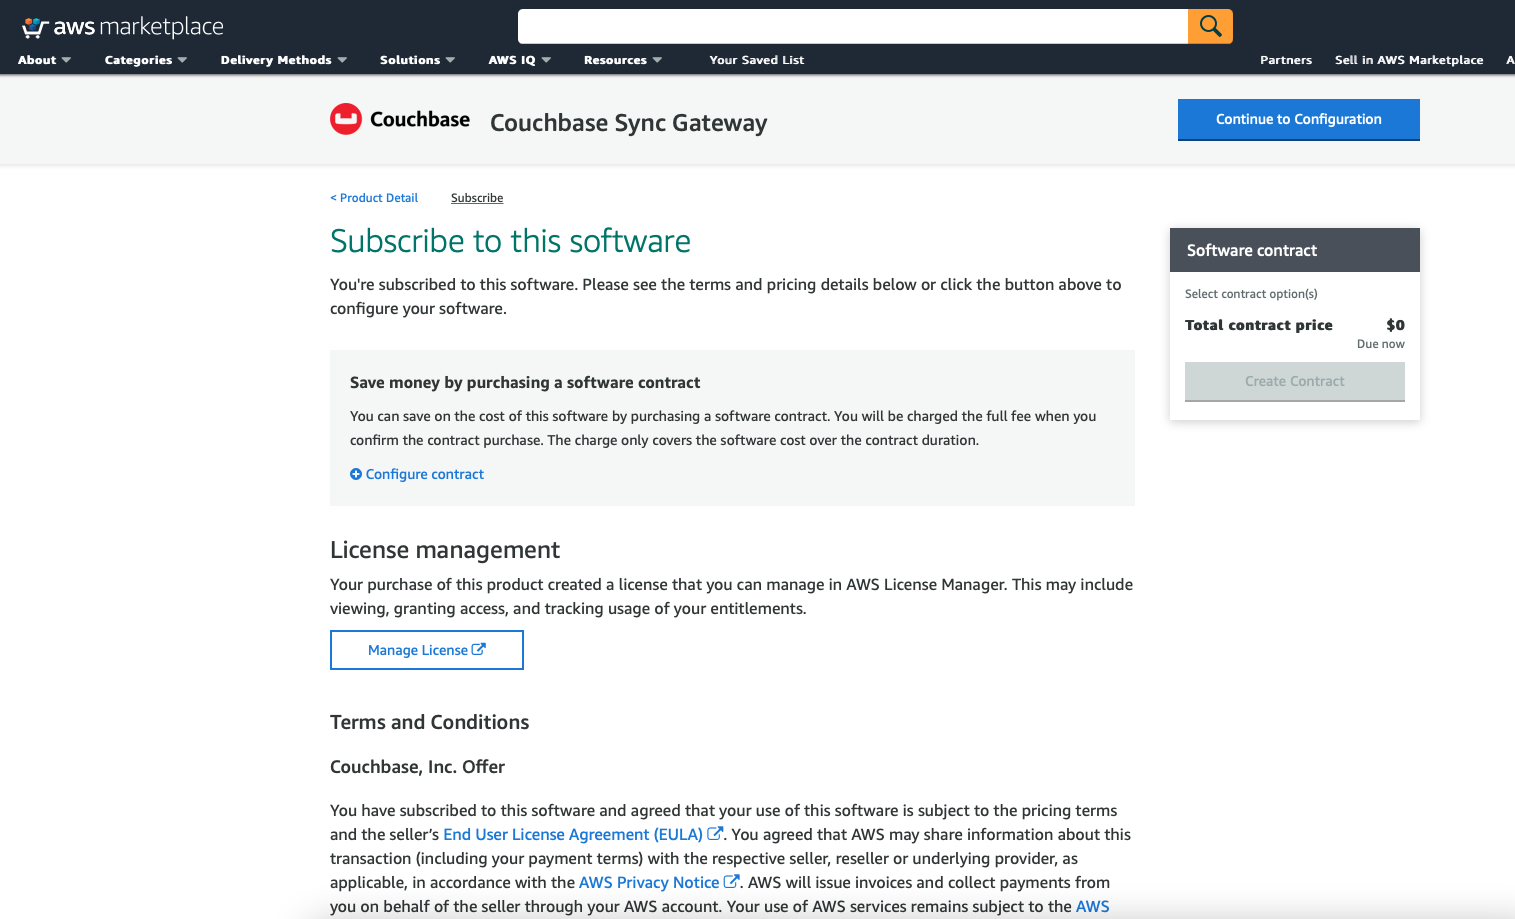 aws marketplace
About Categories Delivery Methods Solutions AWS IQ Resources Your Saved List Partners Sell in AWS Marketplace A
Couchbase Couchbase Sync Gateway Continue to Configuration
< Product Detail Subscribe
Subscribe to this software
You're subscribed to this software. Please see the terms and pricing details below or click the button above to
configure your software.
Software contract
Select contract option(s)
Total contract price $0
Due now
Create Contract
Save money by purchasing a software contract
You can save on the cost of this software by purchasing a software contract. You will be charged the full fee when you
confirm the contract purchase. The charge only covers the software cost over the contract duration.
Configure contract
License management
Your purchase of this product created a license that you can manage in AWS License Manager. This may include
viewing, granting access, and tracking usage of your entitlements.
Manage License
Terms and Conditions
Couchbase, Inc. Offer
You have subscribed to this software and agreed that your use of this software is subject to the pricing terms
and the seller’s End User License Agreement (EULA). You agreed that AWS may share information about this
transaction (including your payment terms) with the respective seller, reseller or underlying provider, as
applicable, in accordance with the AWS Privacy Notice. AWS will issue invoices and collect payments from
you on behalf of the seller through your AWS account. Your use of AWS services remains subject to the AWS